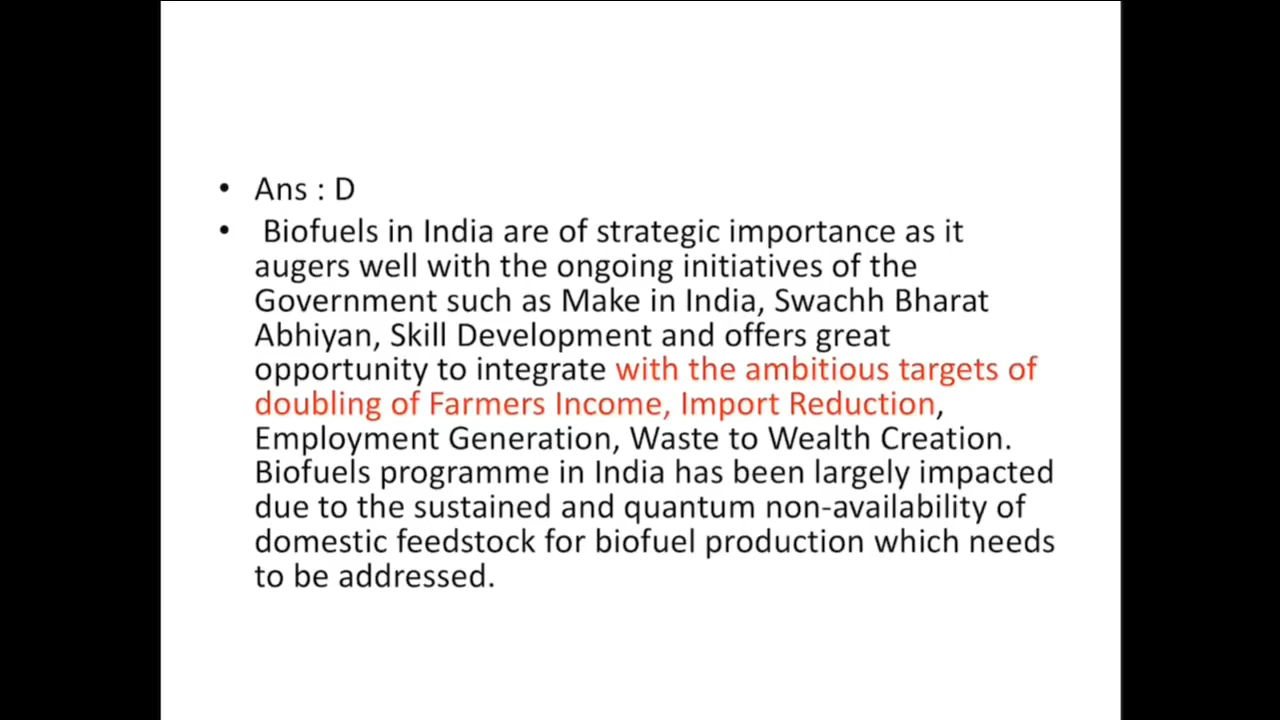 • Ans : D
• Biofuels in India are of strategic importance as it
augers well with the ongoing initiatives of the
Government such as Make in India, Swachh Bharat
Abhiyan, Skill Development and offers great
opportunity to integrate with the ambitious targets of
doubling of Farmers Income, Import Reduction,
Employment Generation, Waste to Wealth Creation.
Biofuels programme in India has been largely impacted
due to the sustained and quantum non-availability of
domestic feedstock for biofuel production which needs
to be addressed.